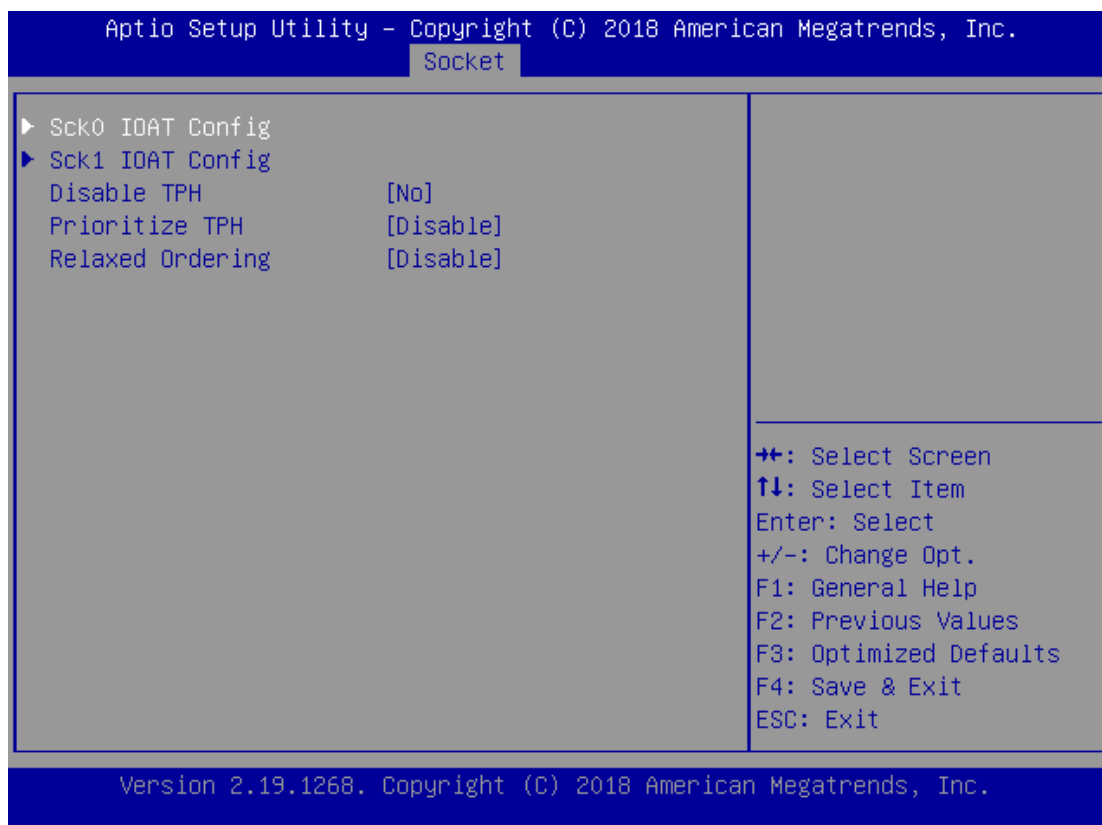 Aptio Setup Utility – Copyright (C) 2018 American Megatrends, Inc.
Socket
Sck0 IOAT Config
Sck1 IOAT Config
Disable TPH [No]
Prioritize TPH [Disable]
Relaxed Ordering [Disable]
→←: Select Screen
↑↓: Select Item
Enter: Select
+/-: Change Opt.
F1: General Help
F2: Previous Values
F3: Optimized Defaults
F4: Save & Exit
ESC: Exit
Version 2.19.1268. Copyright (C) 2018 American Megatrends, Inc.